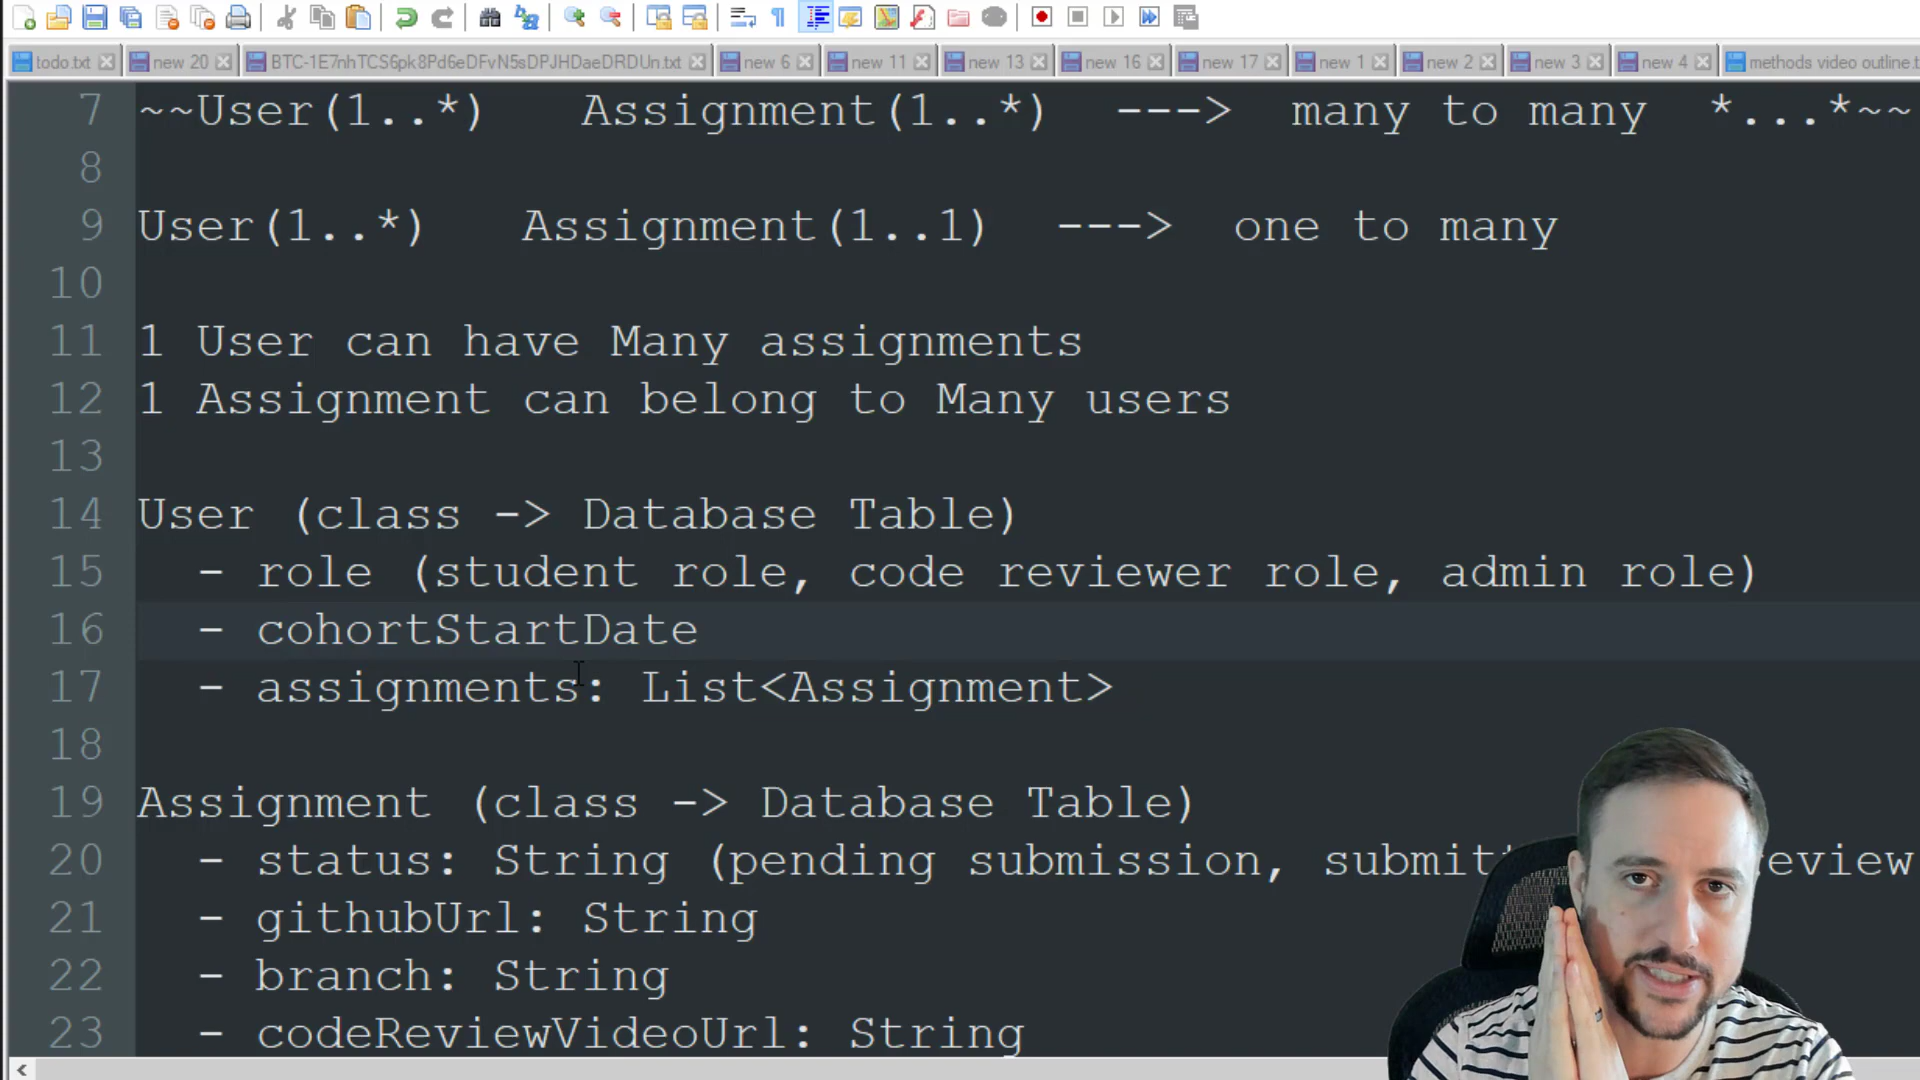 todo.txt
new 20
BTC-1E7nhTCS6pk8Pd6eDFvN5sDPJHDaeDRDUn.txt
new 6
new 11
new 13
new 16
new 17
new 1
new 2
new 3
new 4
methods video outline.t
7 ~~User(1..*) Assignment(1..*) ---> many to many *...*~~
8
9 User(1..*) Assignment(1..1) ---> one to many
10
11 1 User can have Many assignments
12 1 Assignment can belong to Many users
13
14 User (class -> Database Table)
15 - role (student role, code reviewer role, admin role)
16 - cohortStartDate
17 - assignments: List<Assignment>
18
19 Assignment (class -> Database Table)
20 - status: String (pending submission, submitt eview
21 - githubUrl: String
22 - branch: String
23 - codeReviewVideoUrl: String